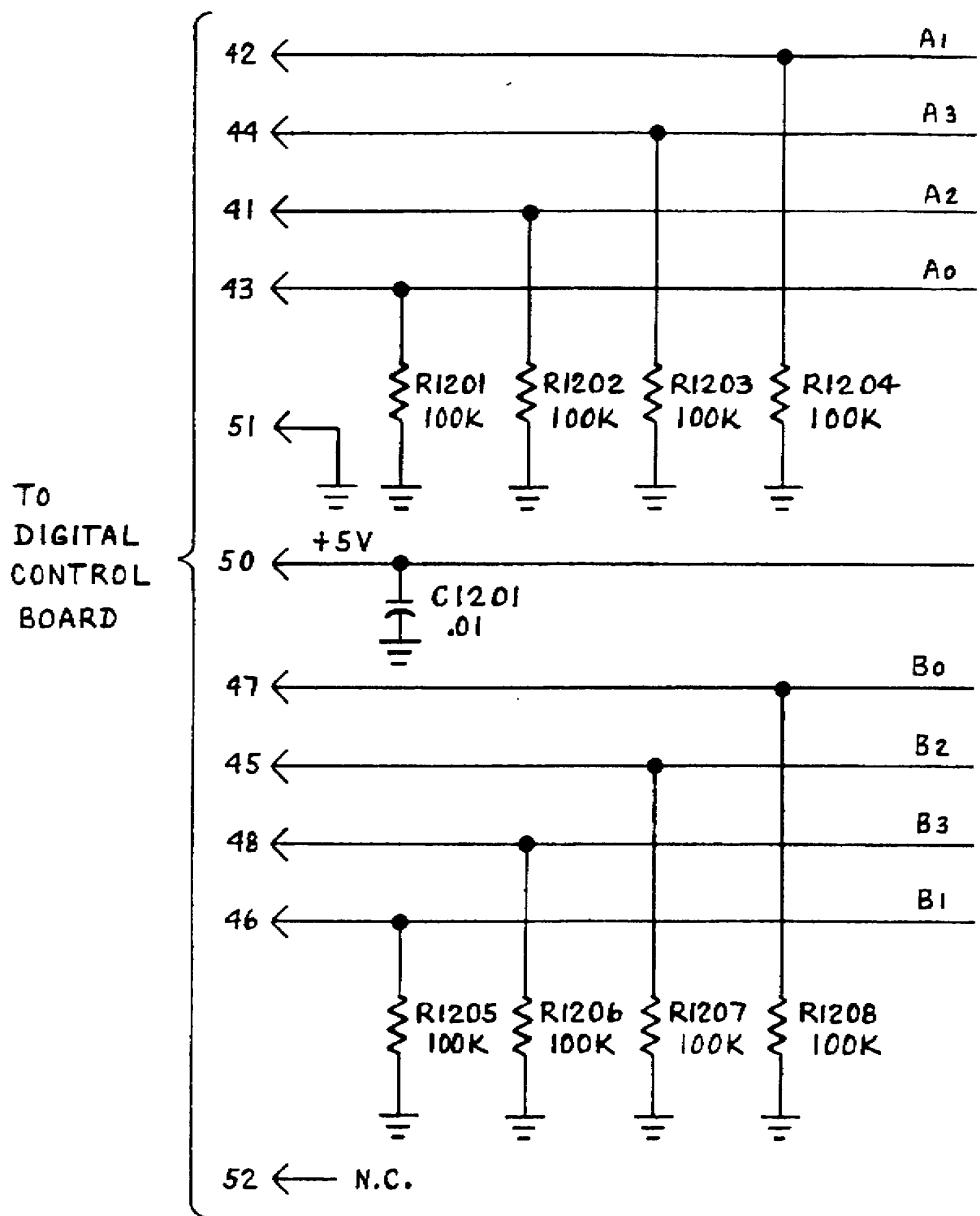 42 A1
44 A3
41 A2
43 A0
R1201 R1202 R1203 R1204
100K 100K 100K 100K
51
TO
DIGITAL
CONTROL
BOARD
50 +5V
C1201
.01
47 B0
45 B2
48 B3
46 B1
R1205 R1206 R1207 R1208
100K 100K 100K 100K
52 N.C.